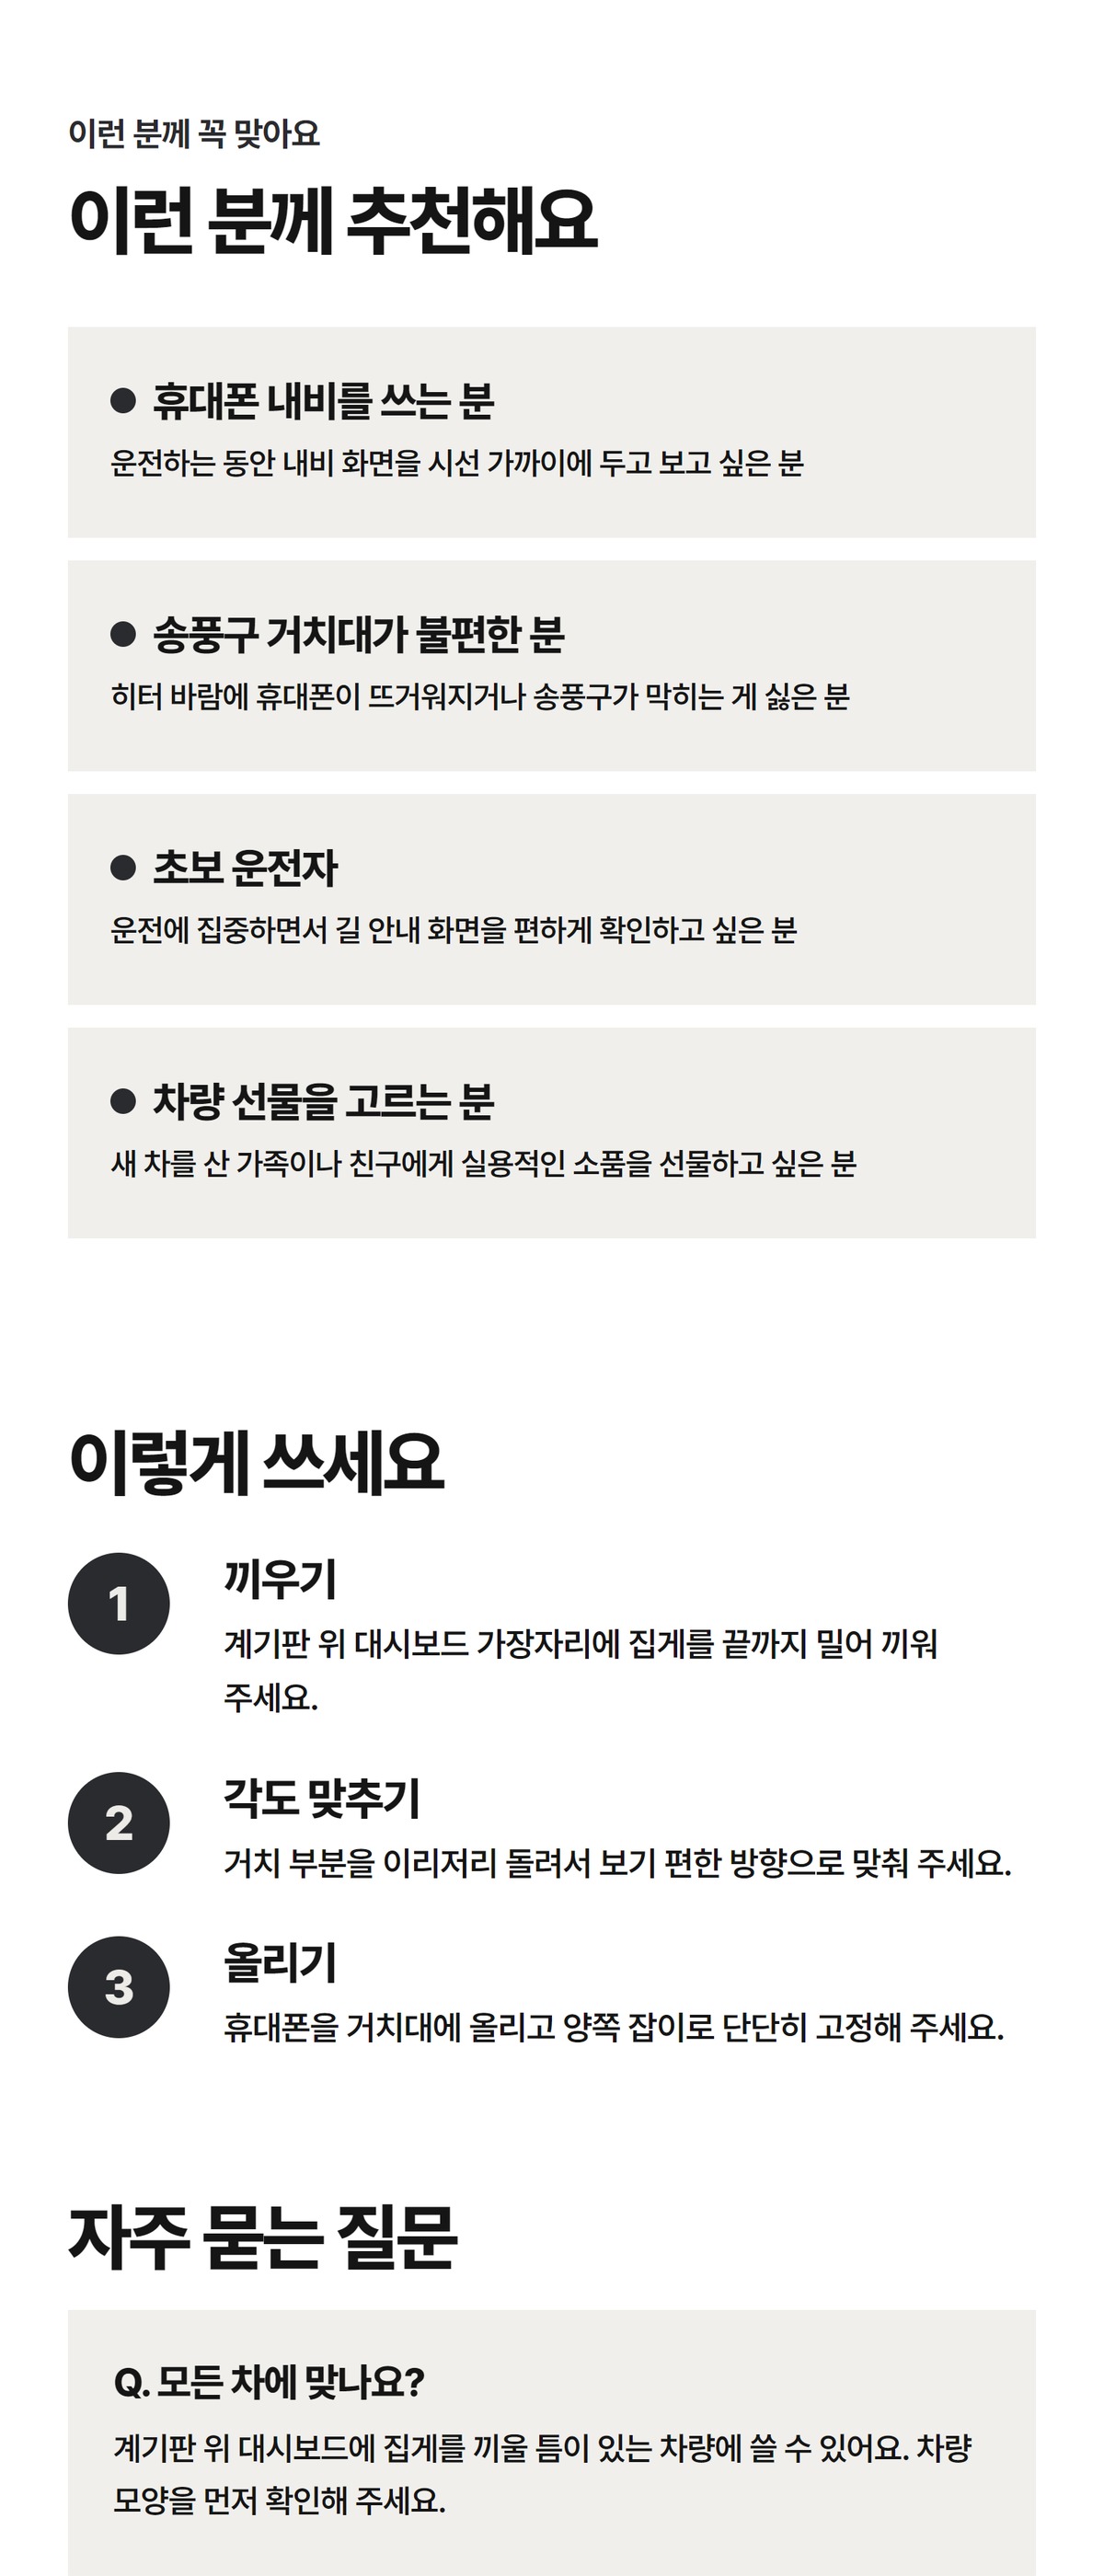 이런 분께 꼭 맞아요
이런 분께 추천해요
휴대폰 내비를 쓰는 분
운전하는 동안 내비 화면을 시선 가까이에 두고 보고 싶은 분
송풍구 거치대가 불편한 분
히터 바람에 휴대폰이 뜨거워지거나 송풍구가 막히는 게 싫은 분
초보 운전자
운전에 집중하면서 길 안내 화면을 편하게 확인하고 싶은 분
차량 선물을 고르는 분
새 차를 산 가족이나 친구에게 실용적인 소품을 선물하고 싶은 분
이렇게 쓰세요
1
끼우기
계기판 위 대시보드 가장자리에 집게를 끝까지 밀어 끼워
주세요.
2
각도 맞추기
거치 부분을 이리저리 돌려서 보기 편한 방향으로 맞춰 주세요.
3
올리기
휴대폰을 거치대에 올리고 양쪽 잡이로 단단히 고정해 주세요.
자주 묻는 질문
Q. 모든 차에 맞나요?
계기판 위 대시보드에 집게를 끼울 틈이 있는 차량에 쓸 수 있어요. 차량
모양을 먼저 확인해 주세요.